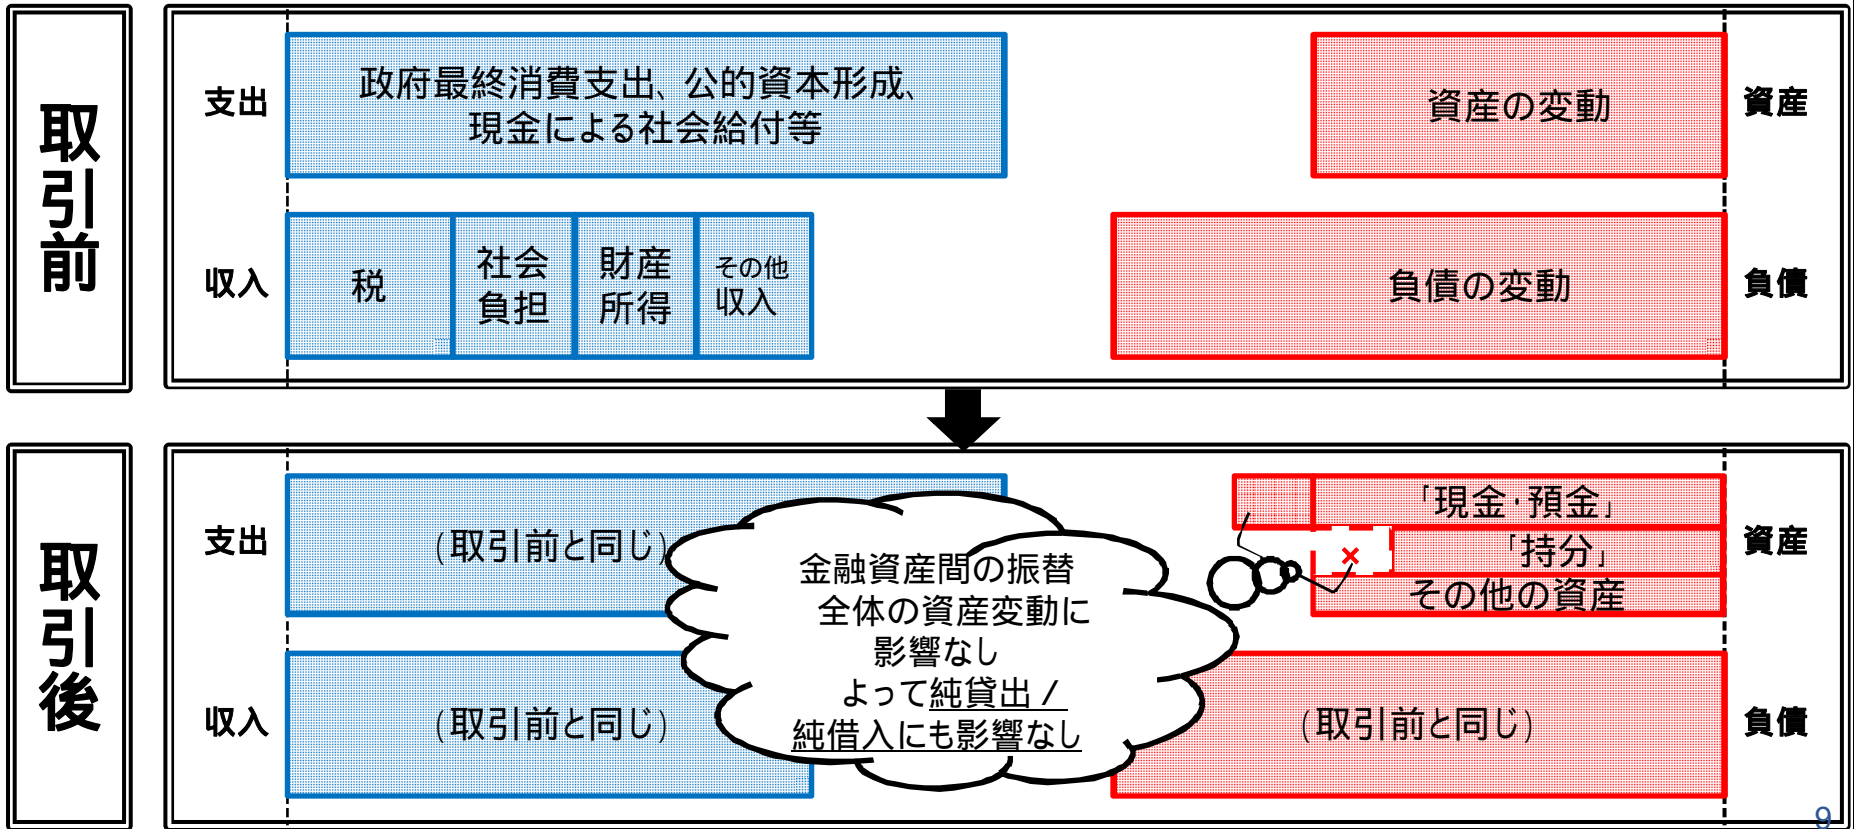 取引前
支出
政府最終消費支出、公的資本形成、
現金による社会給付等
資産の変動
資産
収入
税
社会
負担
財産
所得
その他
収入
負債の変動
負債
取引後
支出
(取引前と同じ)
「現金・預金」
×
「持分」
その他の資産
資産
金融資産間の振替
全体の資産変動に
影響なし
よって純貸出/
純借入にも影響なし
収入
(取引前と同じ)
(取引前と同じ)
負債
9